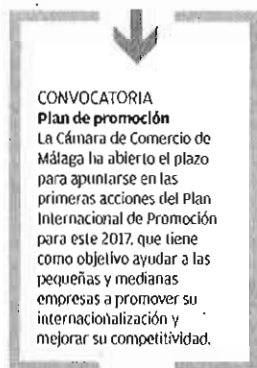 CONVOCATORIA
Plan de promoción
La Cámara de Comercio de
Málaga ha abierto el plazo
para apuntarse en las
primeras acciones del Plan
Internacional de Promoción
para este 2017, que tiene
como objetivo ayudar a las
pequeñas y medianas
empresas a promover su
internacionalización y
mejorar su competitividad.